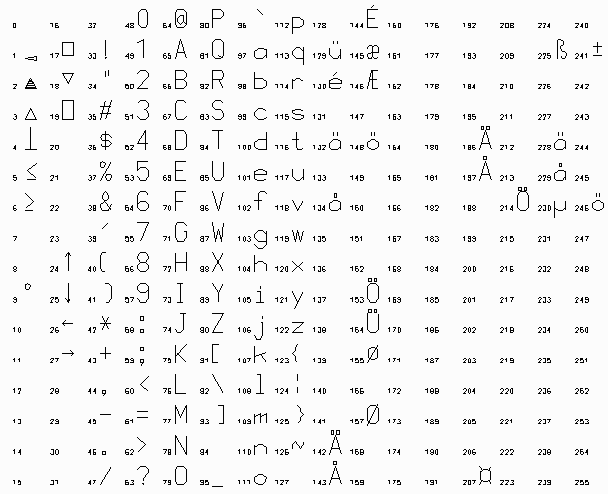 0 16 32 48 0 64 @ 80 P 96 ` 112 p 128 144 É 160 176 192 208 224 240
1 17 □ 33 ! 49 1 65 A 81 Q 97 a 113 q 129 ü 145 æ 161 177 193 209 225 ß 241 ±
2 ▲ 18 ▽ 34 " 50 2 66 B 82 R 98 b 114 r 130 é 146 Æ 162 178 194 210 226 242
3 △ 19 □ 35 # 51 3 67 C 83 S 99 c 115 s 131 147 163 179 195 211 227 243
4 ⊥ 20 36 $ 52 4 68 D 84 T 100 d 116 t 132 ä 148 ö 164 180 196 Ä 212 228 ä 244
5 ≤ 21 37 % 53 5 69 E 85 U 101 e 117 u 133 149 165 181 197 Å 213 229 å 245
6 ≥ 22 38 & 54 6 70 F 86 V 102 f 118 v 134 å 150 166 182 198 214 Ö 230 µ 246 ö
7 23 39 ´ 55 7 71 G 87 W 103 g 119 w 135 151 167 183 199 215 231 247
8 24 ↑ 40 ( 56 8 72 H 88 X 104 h 120 x 136 152 168 184 200 216 232 248
9 ° 25 ↓ 41 ) 57 9 73 I 89 Y 105 i 121 y 137 153 Ö 169 185 201 217 233 249
10 26 ← 42 * 58 : 74 J 90 Z 106 j 122 z 138 154 Ü 170 186 202 218 234 250
11 27 → 43 + 59 ; 75 K 91 [ 107 k 123 { 139 155 ø 171 187 203 219 235 251
12 28 44 , 60 < 76 L 92 \ 108 l 124 ¦ 140 156 172 188 204 220 236 252
13 29 45 - 61 = 77 M 93 ] 109 m 125 } 141 157 Ø 173 189 205 221 237 253
14 30 46 . 62 > 78 N 94 110 n 126 ~ 142 Ä 158 174 190 206 222 238 254
15 31 47 / 63 ? 79 O 95 _ 111 o 127 143 Å 159 175 191 207 ¤ 223 239 255